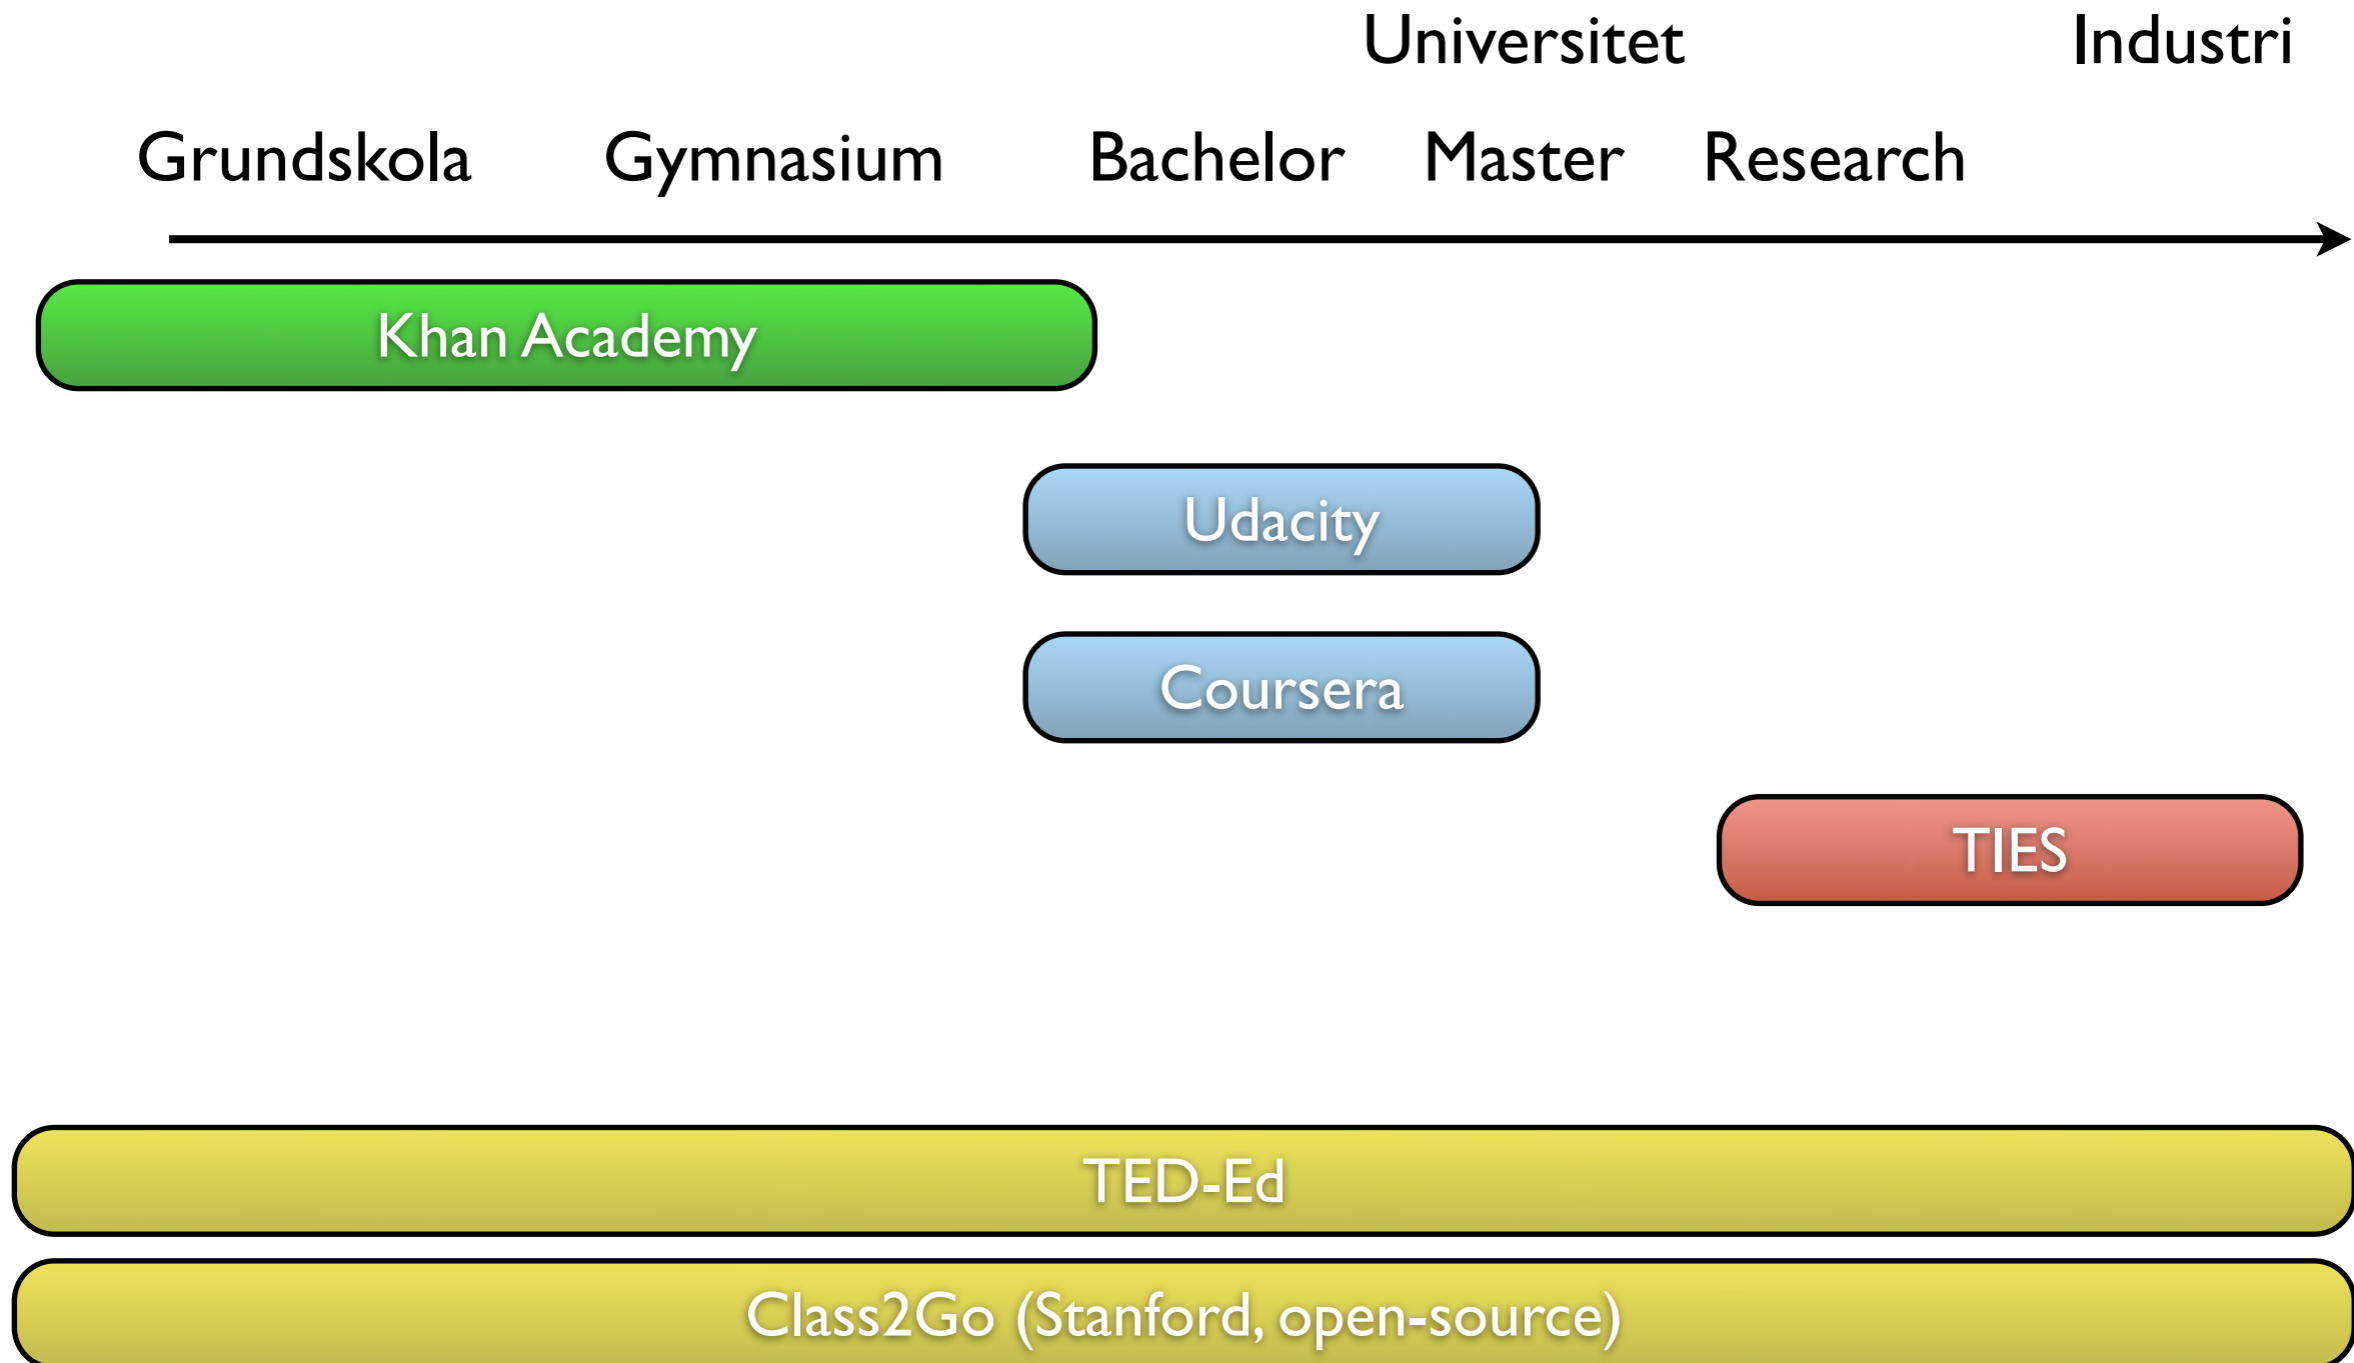 Universitet Industri
Grundskola Gymnasium Bachelor Master Research
Khan Academy
Udacity
Coursera
TIES
TED-Ed
Class2Go (Stanford, open-source)